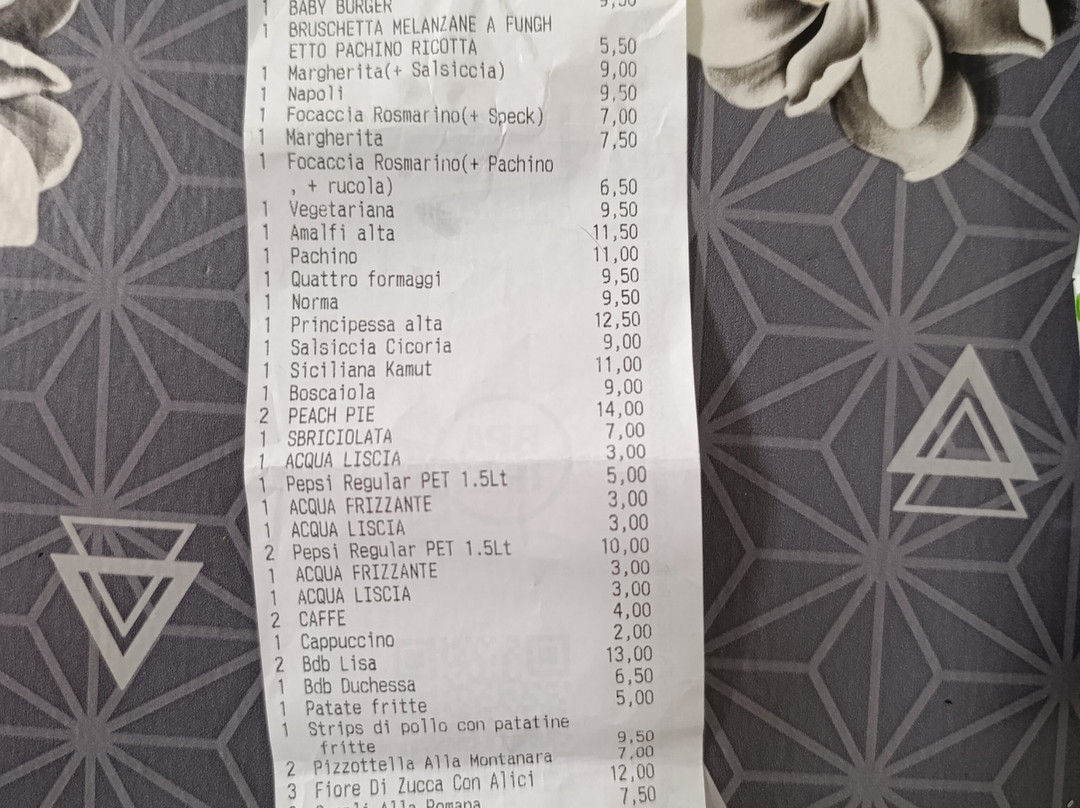 1 BABY BURGER 9,50
1 BRUSCHETTA MELANZANE A FUNGH
ETTO PACHINO RICOTTA 5,50
1 Margherita(+ Salsiccia) 9,00
1 Napoli 9,50
1 Focaccia Rosmarino(+ Speck) 7,00
1 Margherita 7,50
1 Focaccia Rosmarino(+ Pachino
, + rucola) 6,50
1 Vegetariana 9,50
1 Amalfi alta 11,50
1 Pachino 11,00
1 Quattro formaggi 9,50
1 Norma 9,50
1 Principessa alta 12,50
1 Salsiccia Cicoria 9,00
1 Siciliana Kamut 11,00
1 Boscaiola 9,00
2 PEACH PIE 14,00
1 SBRICIOLATA 7,00
1 ACQUA LISCIA 3,00
1 Pepsi Regular PET 1.5Lt 5,00
1 ACQUA FRIZZANTE 3,00
1 ACQUA LISCIA 3,00
2 Pepsi Regular PET 1.5Lt 10,00
1 ACQUA FRIZZANTE 3,00
1 ACQUA LISCIA 3,00
2 CAFFE 4,00
1 Cappuccino 2,00
2 Bdb Lisa 13,00
1 Bdb Duchessa 6,50
1 Patate fritte 5,00
1 Strips di pollo con patatine
fritte 9,50
2 Pizzottella Alla Montanara 7,00
3 Fiore Di Zucca Con Alici 12,00
Alla Romana 7,50